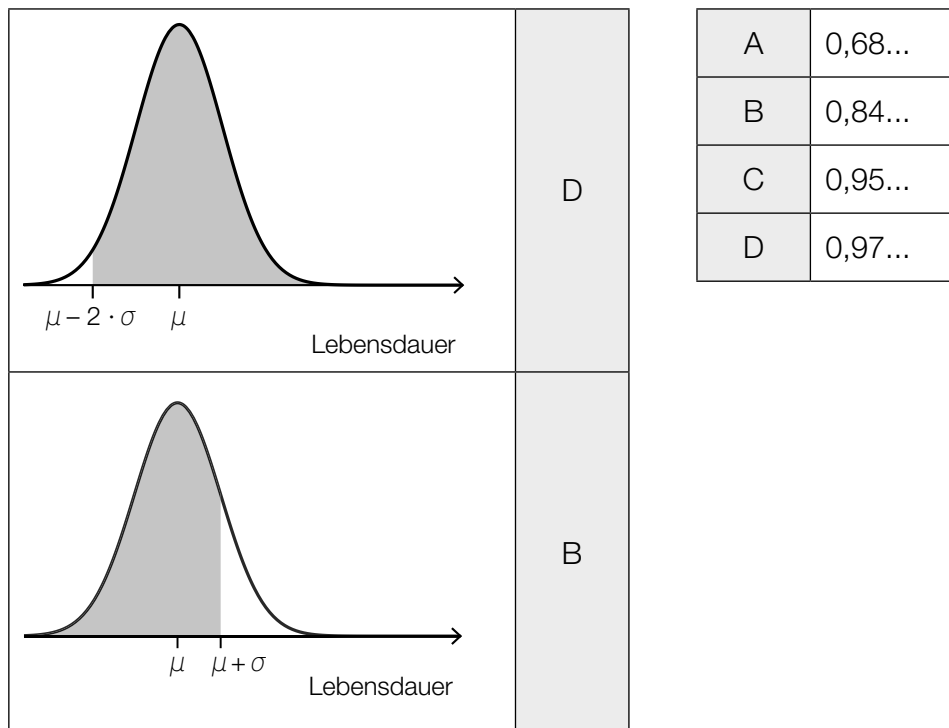 μ – 2 · σ μ
Lebensdauer
D
μ μ + σ
Lebensdauer
B
A 0,68...
B 0,84...
C 0,95...
D 0,97...